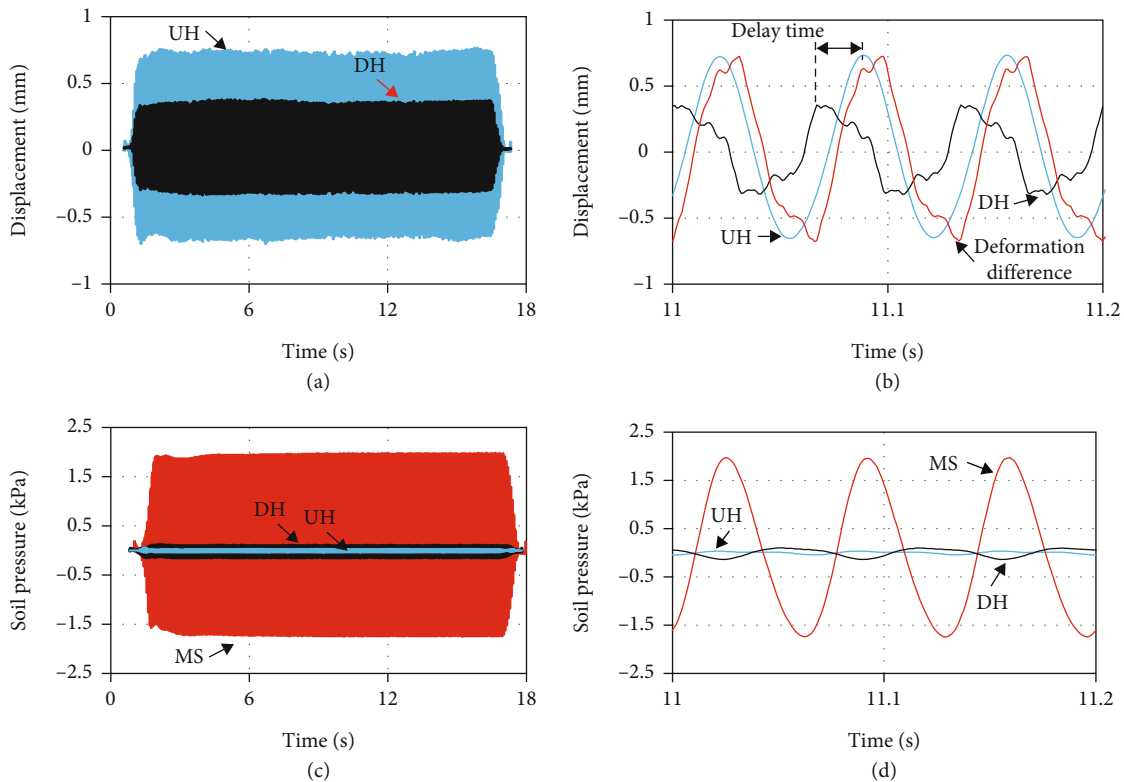 1
0.5
0
−0.5
−1
Displacement (mm)
UH
DH
0
6
12
18
Time (s)
(a)
1
0.5
0
−0.5
−1
Displacement (mm)
Delay time
DH
UH
Deformation
difference
11
11.1
11.2
Time (s)
(b)
2.5
1.5
0.5
−0.5
−1.5
−2.5
Soil pressure (kPa)
DH
UH
MS
0
6
12
18
Time (s)
(c)
2.5
1.5
0.5
−0.5
−1.5
−2.5
Soil pressure (kPa)
MS
UH
DH
11
11.1
11.2
Time (s)
(d)